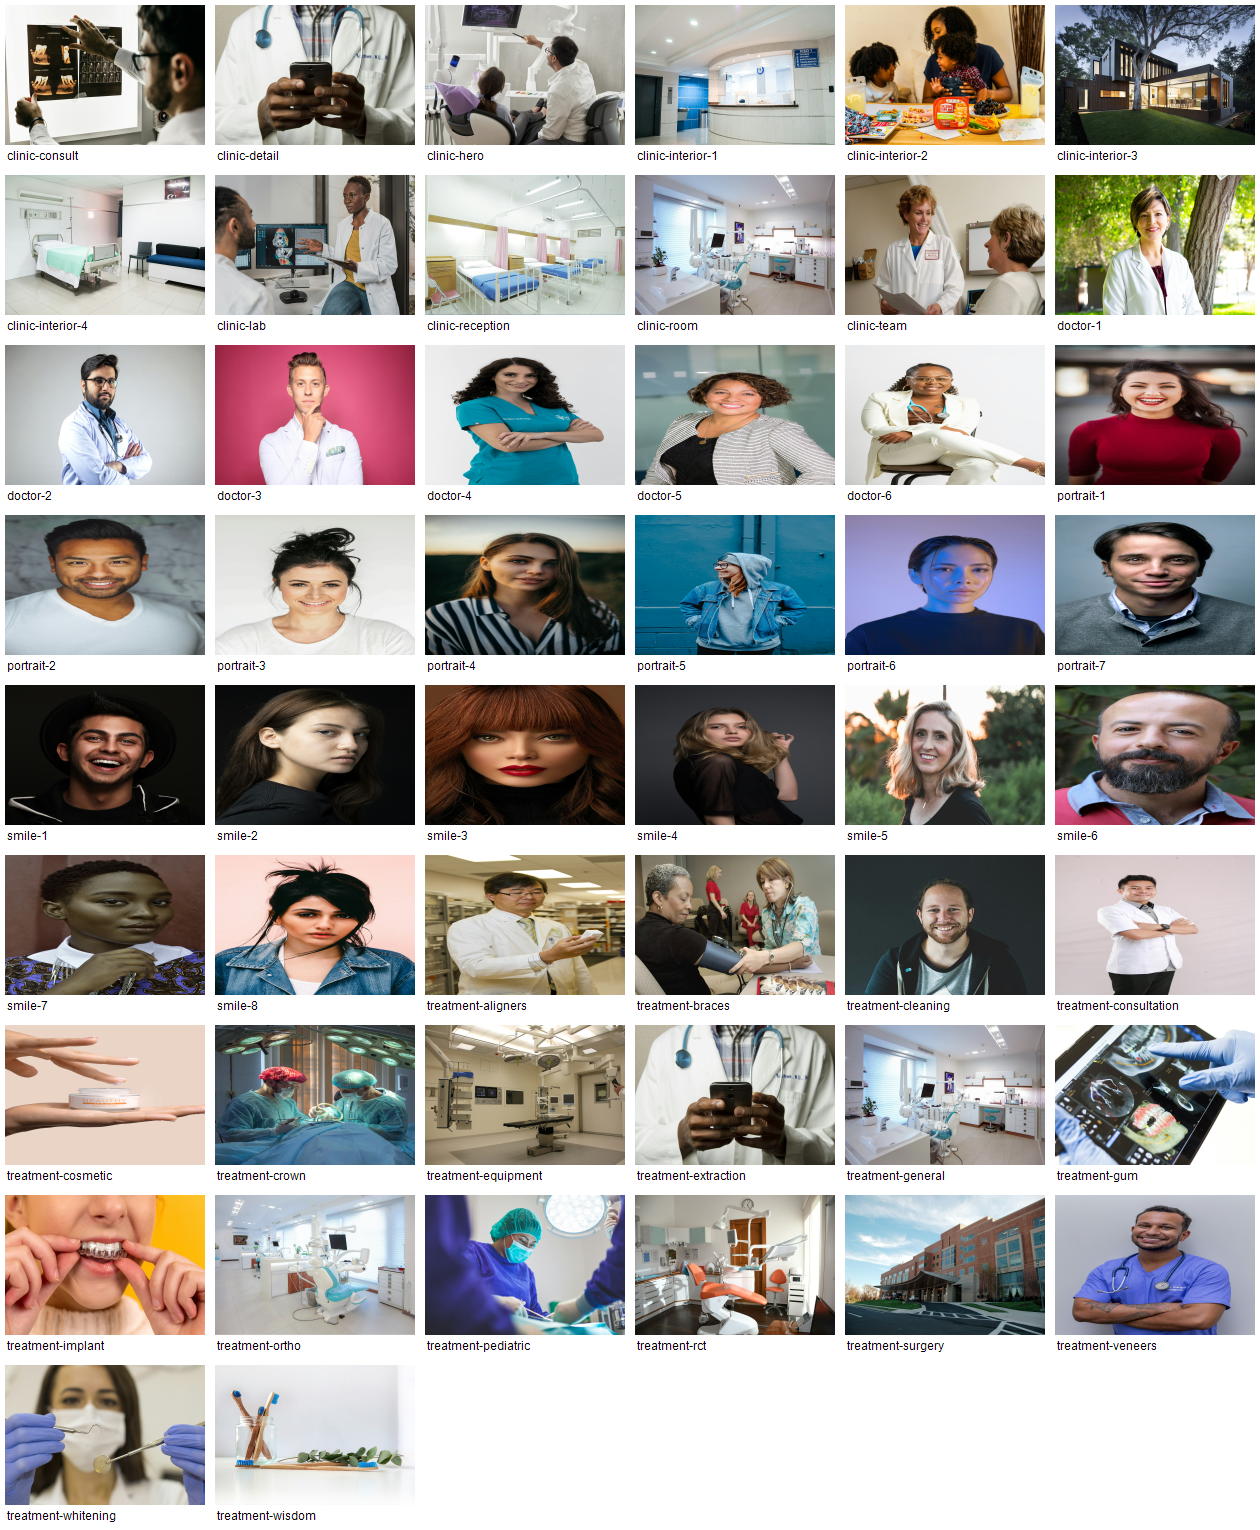 clinic-consult
clinic-detail
clinic-hero
clinic-interior-1
clinic-interior-2
clinic-interior-3
clinic-interior-4
clinic-lab
clinic-reception
clinic-room
clinic-team
doctor-1
doctor-2
doctor-3
doctor-4
doctor-5
doctor-6
portrait-1
portrait-2
portrait-3
portrait-4
portrait-5
portrait-6
portrait-7
smile-1
smile-2
smile-3
smile-4
smile-5
smile-6
smile-7
smile-8
treatment-aligners
treatment-braces
treatment-cleaning
treatment-consultation
treatment-cosmetic
treatment-crown
treatment-equipment
treatment-extraction
treatment-general
treatment-gum
treatment-implant
treatment-ortho
treatment-pediatric
treatment-rct
treatment-surgery
treatment-veneers
treatment-whitening
treatment-wisdom